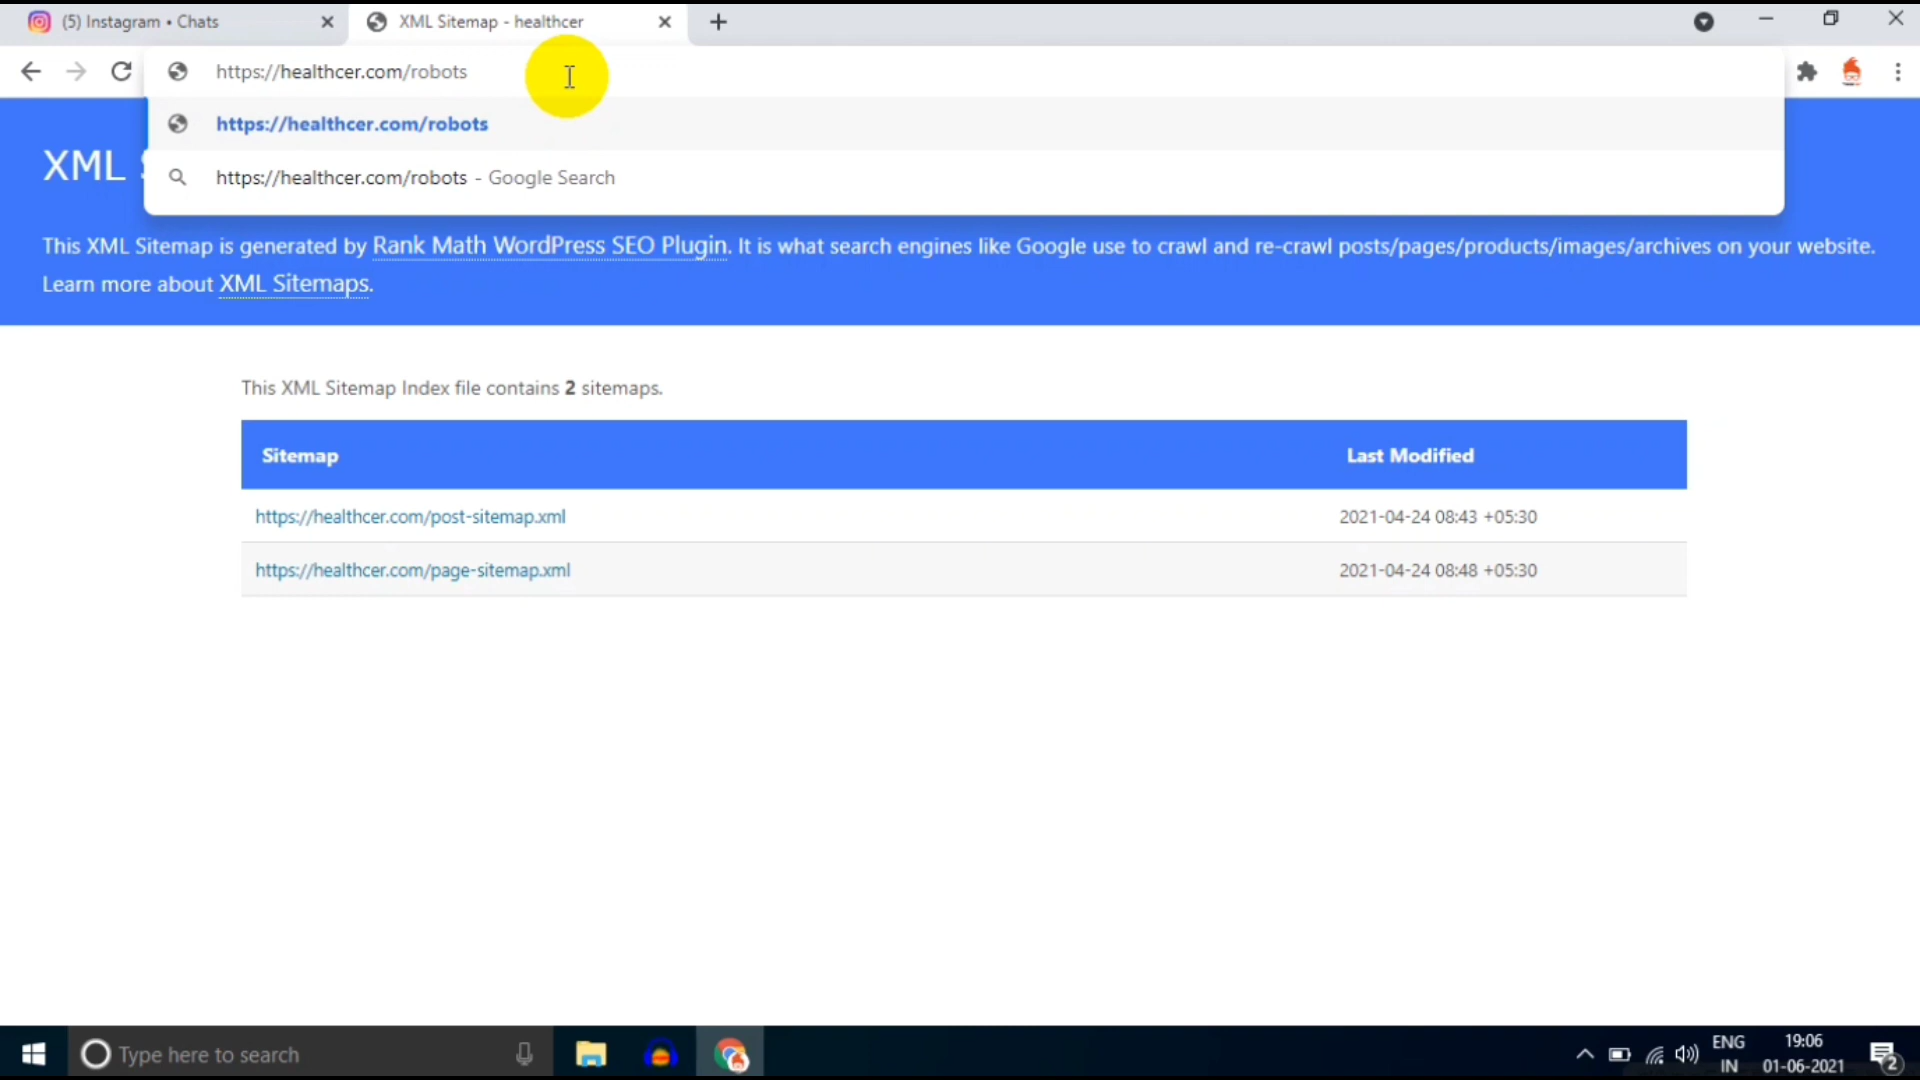 (5) Instagram • Chats
XML Sitemap - healthcer
https://healthcer.com/robots
https://healthcer.com/robots
https://healthcer.com/robots - Google Search
XML
This XML Sitemap is generated by Rank Math WordPress SEO Plugin. It is what search engines like Google use to crawl and re-crawl posts/pages/products/images/archives on your website.
Learn more about XML Sitemaps.
This XML Sitemap Index file contains 2 sitemaps.
Sitemap Last Modified
https://healthcer.com/post-sitemap.xml 2021-04-24 08:43 +05:30
https://healthcer.com/page-sitemap.xml 2021-04-24 08:48 +05:30
Type here to search
ENG 19:06
IN 01-06-2021
2